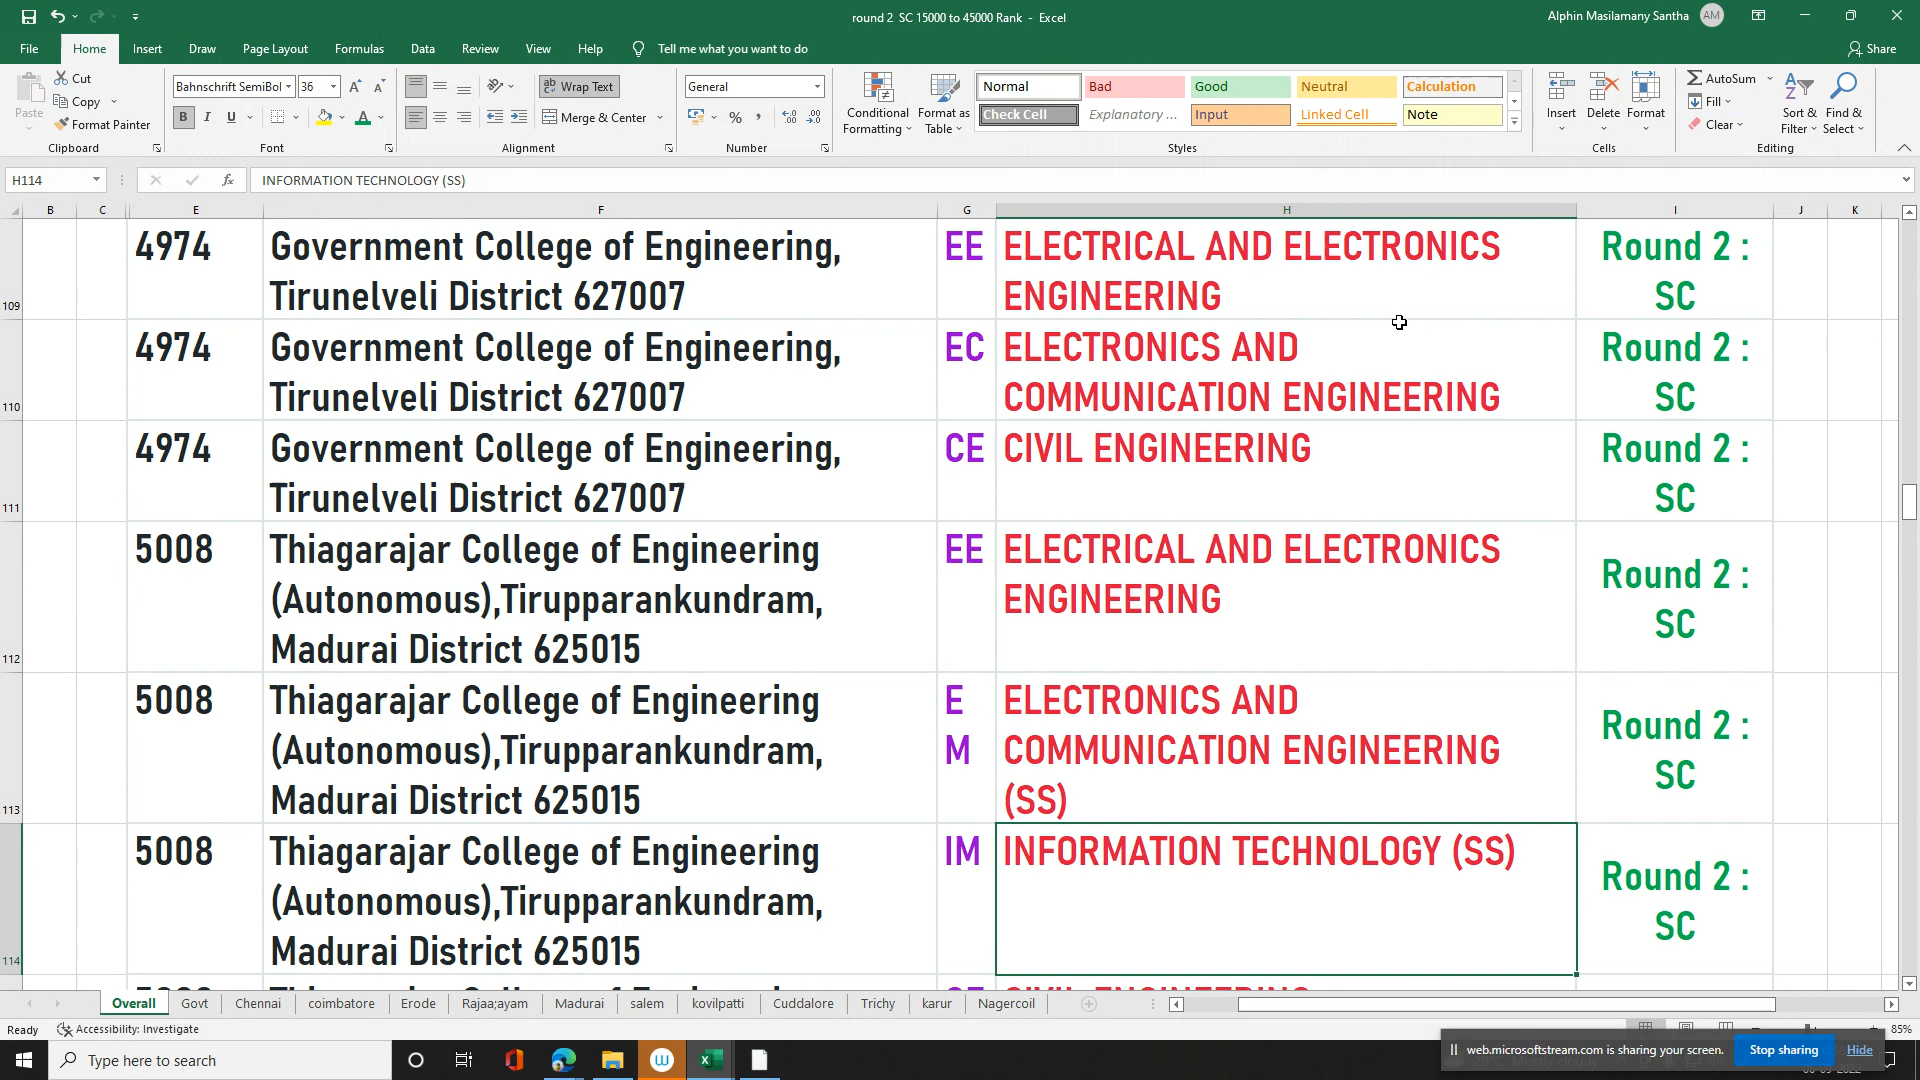 round 2 SC 15000 to 45000 Rank - Excel
Alphin Masilamany Santha AM
File Home Insert Draw Page Layout Formulas Data Review View Help Tell me what you want to do Share
Paste Cut Copy Format Painter Clipboard
Bahnschrift SemiBol 36 B I U Font
Wrap Text Merge & Center Alignment
General % , Number
Conditional Formatting Format as Table
Normal Bad Good Neutral Calculation
Check Cell Explanatory ... Input Linked Cell Note
Styles
Insert Delete Format Cells
AutoSum Fill Clear Sort & Filter Find & Select Editing
H114 fx INFORMATION TECHNOLOGY (SS)
B C E F G H I J K
109 4974 Government College of Engineering, EE ELECTRICAL AND ELECTRONICS Round 2 :
Tirunelveli District 627007 ENGINEERING SC
110 4974 Government College of Engineering, EC ELECTRONICS AND Round 2 :
Tirunelveli District 627007 COMMUNICATION ENGINEERING SC
111 4974 Government College of Engineering, CE CIVIL ENGINEERING Round 2 :
Tirunelveli District 627007 SC
112 5008 Thiagarajar College of Engineering EE ELECTRICAL AND ELECTRONICS Round 2 :
(Autonomous),Tirupparankundram, ENGINEERING SC
Madurai District 625015
113 5008 Thiagarajar College of Engineering E ELECTRONICS AND Round 2 :
(Autonomous),Tirupparankundram, M COMMUNICATION ENGINEERING SC
Madurai District 625015 (SS)
114 5008 Thiagarajar College of Engineering IM INFORMATION TECHNOLOGY (SS) Round 2 :
(Autonomous),Tirupparankundram, SC
Madurai District 625015
Overall Govt Chennai coimbatore Erode Rajaa;ayam Madurai salem kovilpatti Cuddalore Trichy karur Nagercoil
Ready Accessibility: Investigate 85%
Type here to search
web.microsoftstream.com is sharing your screen. Stop sharing Hide